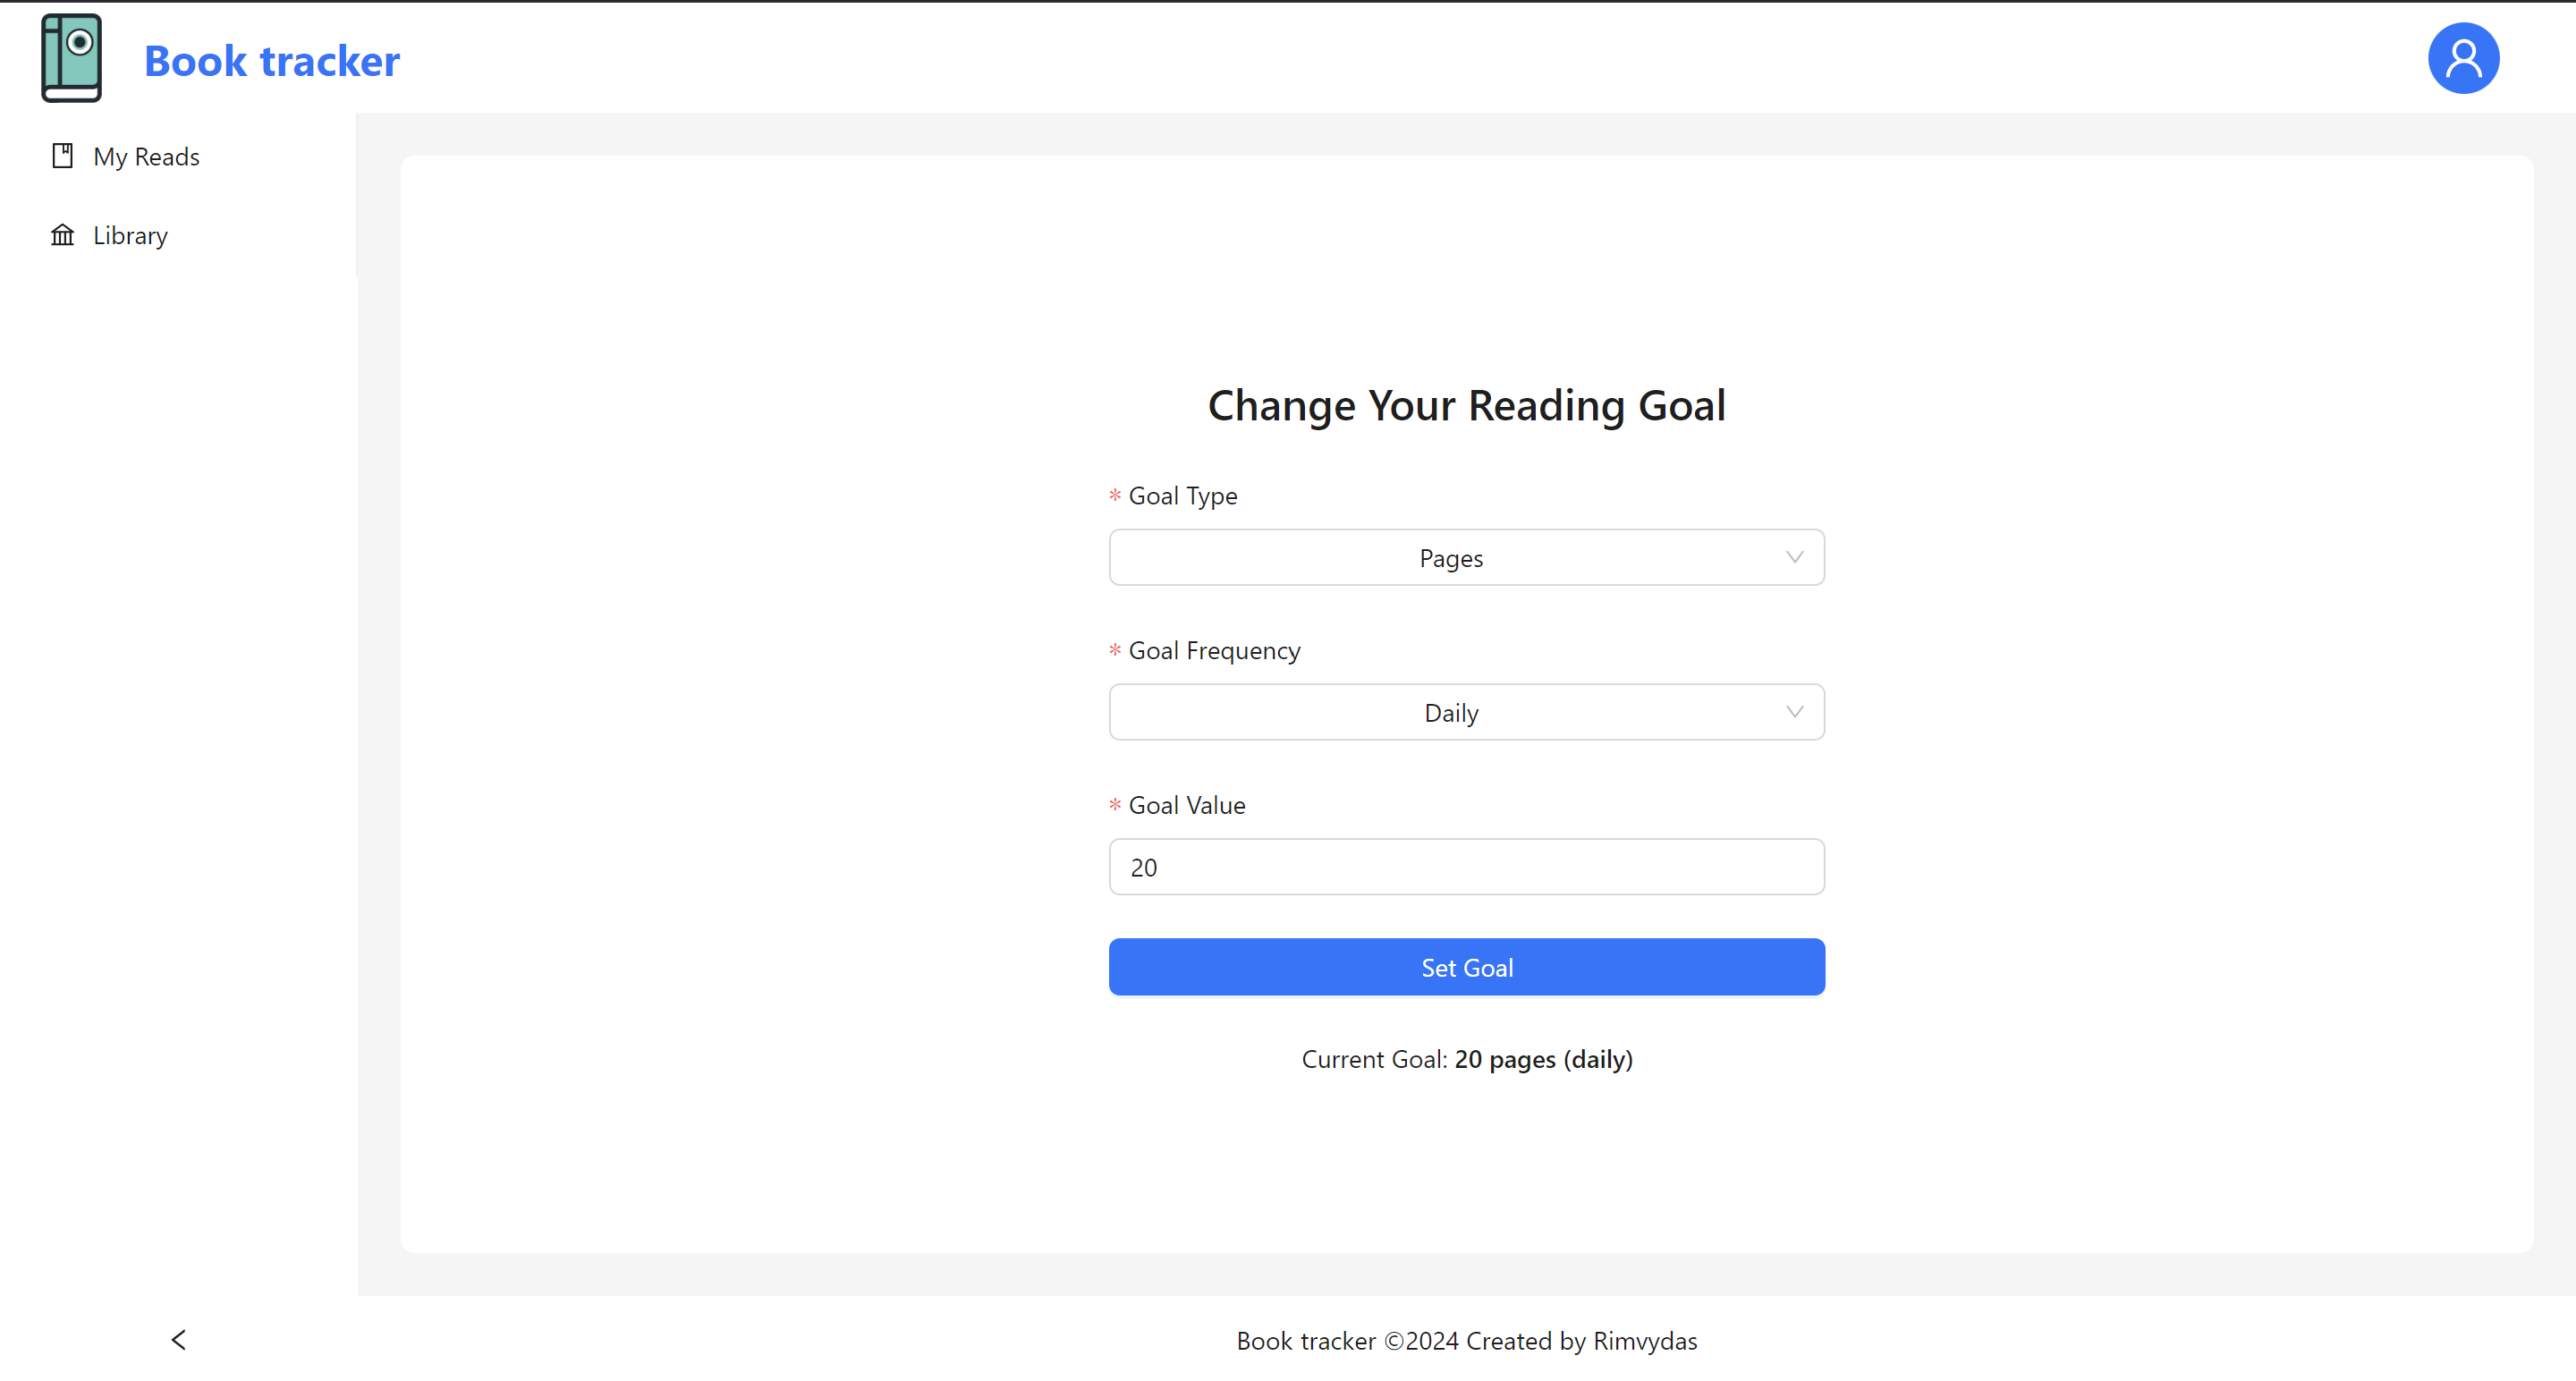 Book tracker
My Reads
Library
Change Your Reading Goal
* Goal Type
Pages
* Goal Frequency
Daily
* Goal Value
20
Set Goal
Current Goal: 20 pages (daily)
Book tracker ©2024 Created by Rimvydas